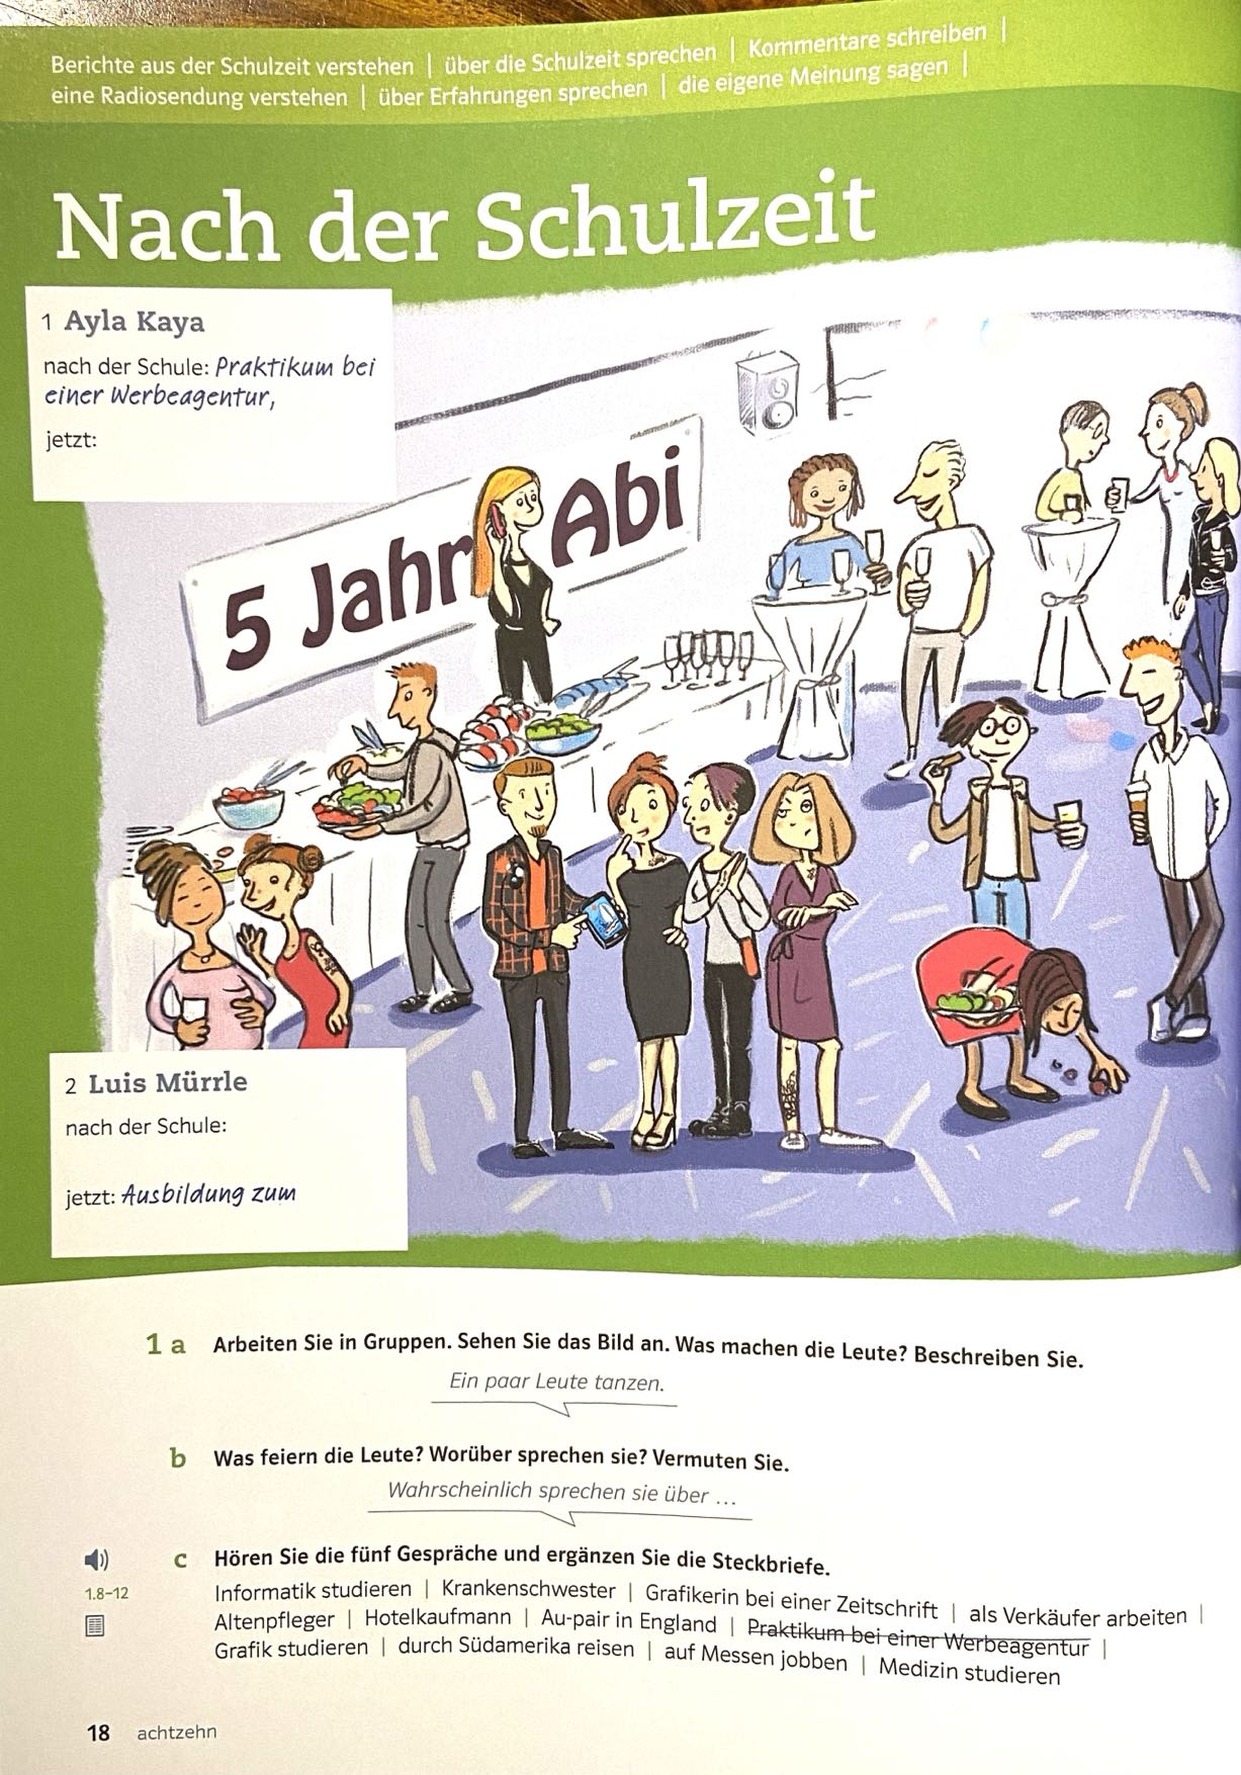 Berichte aus der Schulzeit verstehen | über die Schulzeit sprechen | Kommentare schreiben |
eine Radiosendung verstehen | über Erfahrungen sprechen | die eigene Meinung sagen |
Nach der Schulzeit
1 Ayla Kaya
nach der Schule: Praktikum bei
einer Werbeagentur,
jetzt:
5 Jahr Abi
2 Luis Mürrle
nach der Schule:
jetzt: Ausbildung zum
1 a Arbeiten Sie in Gruppen. Sehen Sie das Bild an. Was machen die Leute? Beschreiben Sie.
Ein paar Leute tanzen.
b Was feiern die Leute? Worüber sprechen sie? Vermuten Sie.
Wahrscheinlich sprechen sie über ...
c Hören Sie die fünf Gespräche und ergänzen Sie die Steckbriefe.
1.8–12
Informatik studieren | Krankenschwester | Grafikerin bei einer Zeitschrift | als Verkäufer arbeiten |
Altenpfleger | Hotelkaufmann | Au-pair in England | Praktikum bei einer Werbeagentur |
Grafik studieren | durch Südamerika reisen | auf Messen jobben | Medizin studieren
18 achtzehn